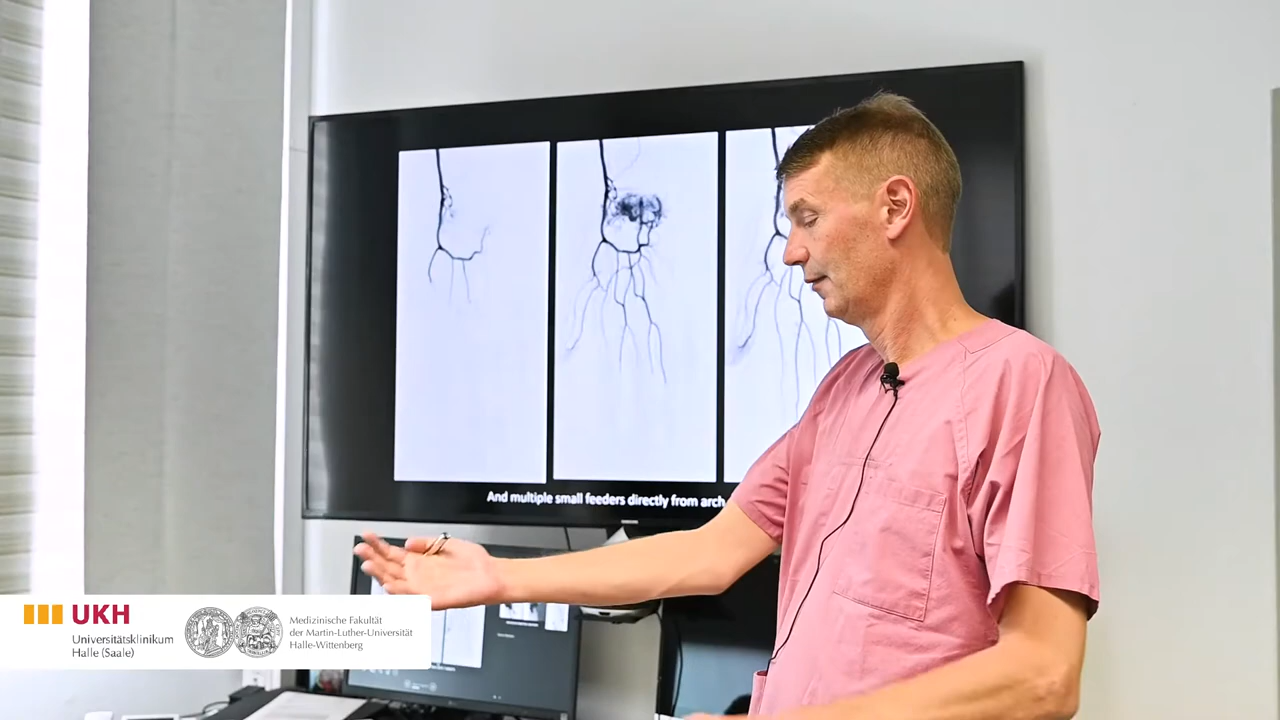 And multiple small feeders directly from arch
UKH
Universitätsklinikum
Halle (Saale)
Medizinische Fakultät
der Martin-Luther-Universität
Halle-Wittenberg